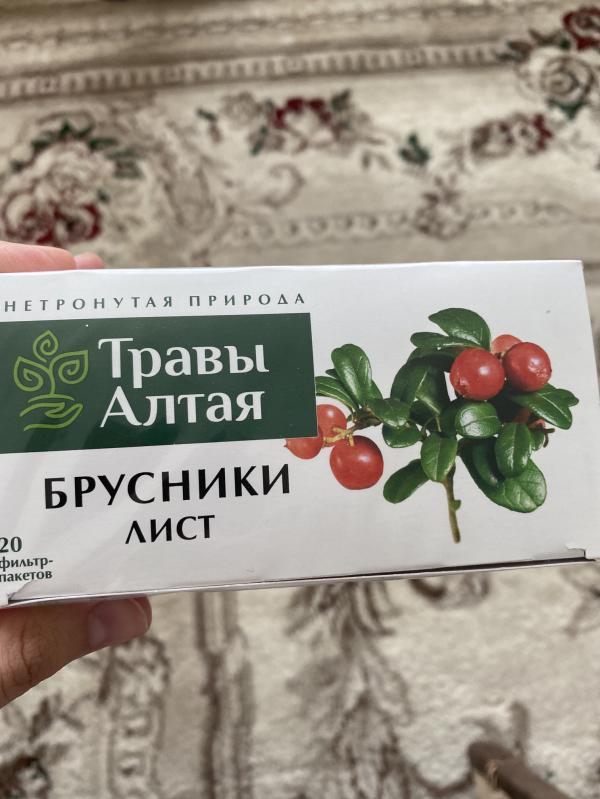 НЕТРОНУТАЯ ПРИРОДА
Травы
Алтая
БРУСНИКИ
ЛИСТ
20
фильтр-
пакетов